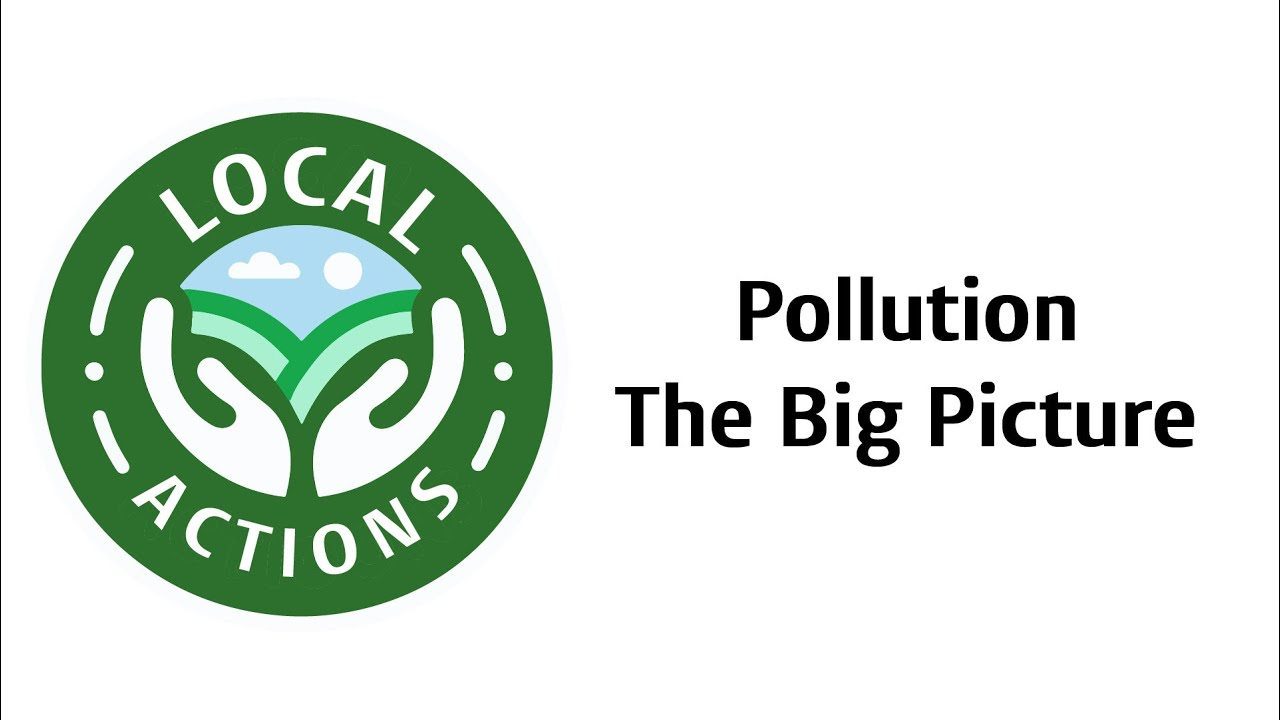 LOCAL
ACTIONS
Pollution
The Big Picture